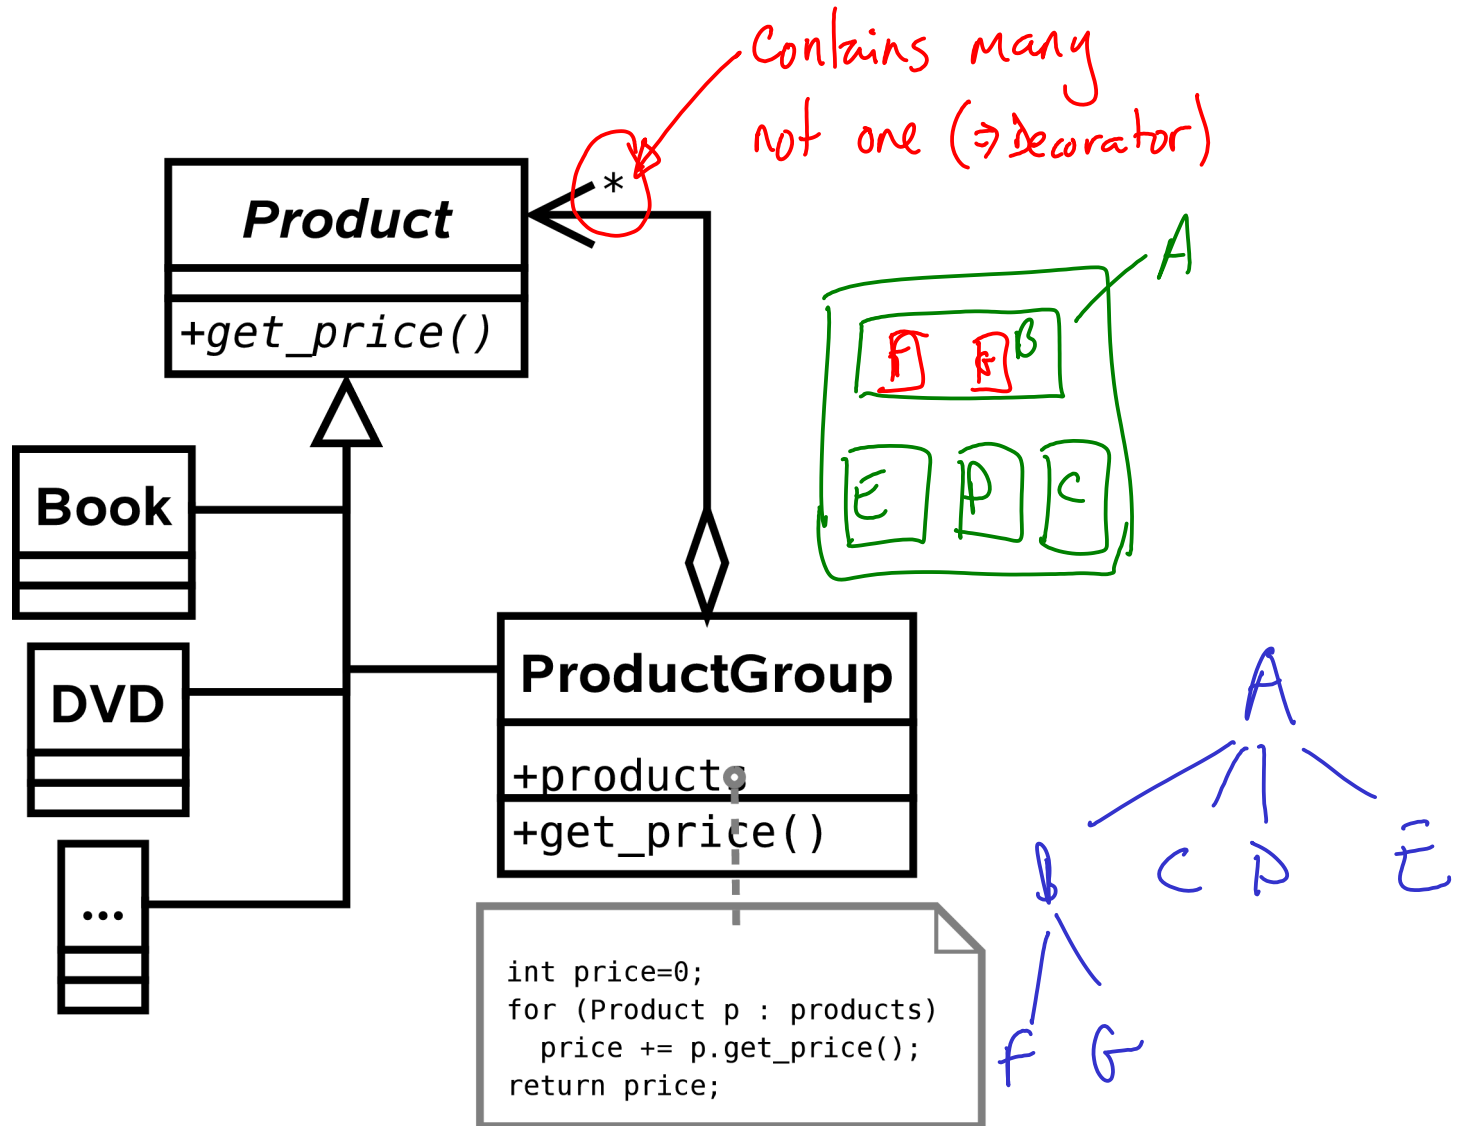 Contains many
not one (⇒Decorator)
*
Product
+get_price()
A
F G B
E D C
Book
DVD
...
ProductGroup
+products
+get_price()
int price=0;
for (Product p : products)
  price += p.get_price();
return price;
A
B C D E
F G